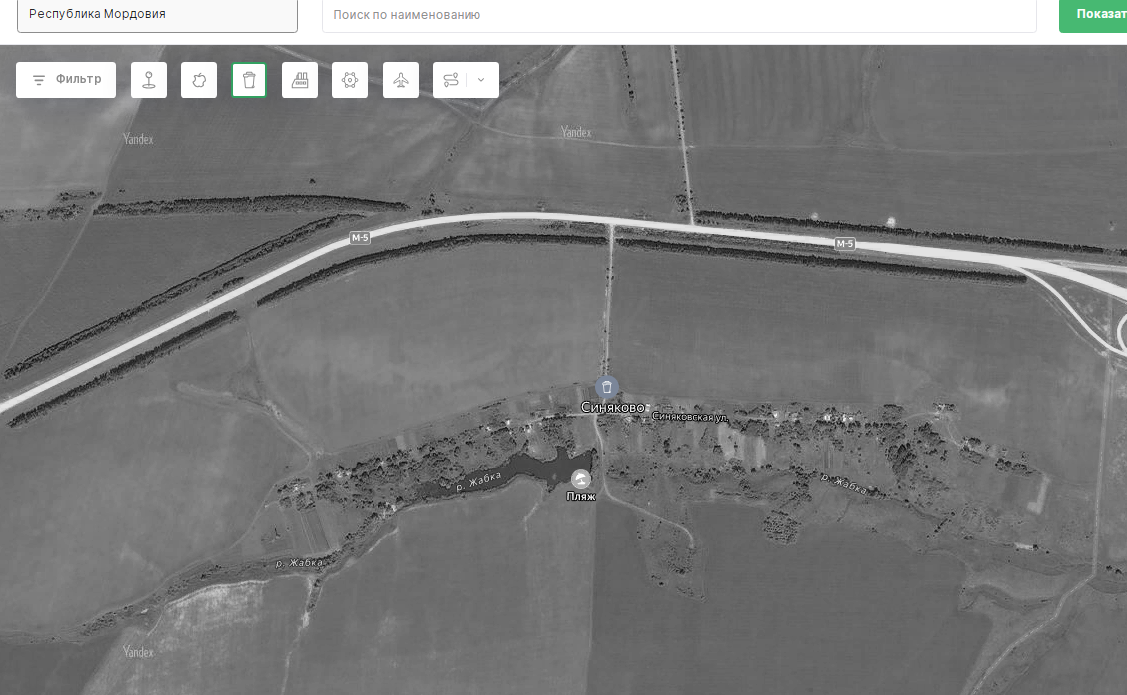 Республика Мордовия
Поиск по наименованию
Показат
Фильтр
Yandex
Yandex
М-5
М-5
Синяково
Синяковская ул.
р. Жабка
р. Жабка
Пляж
р. Жабка
Yandex